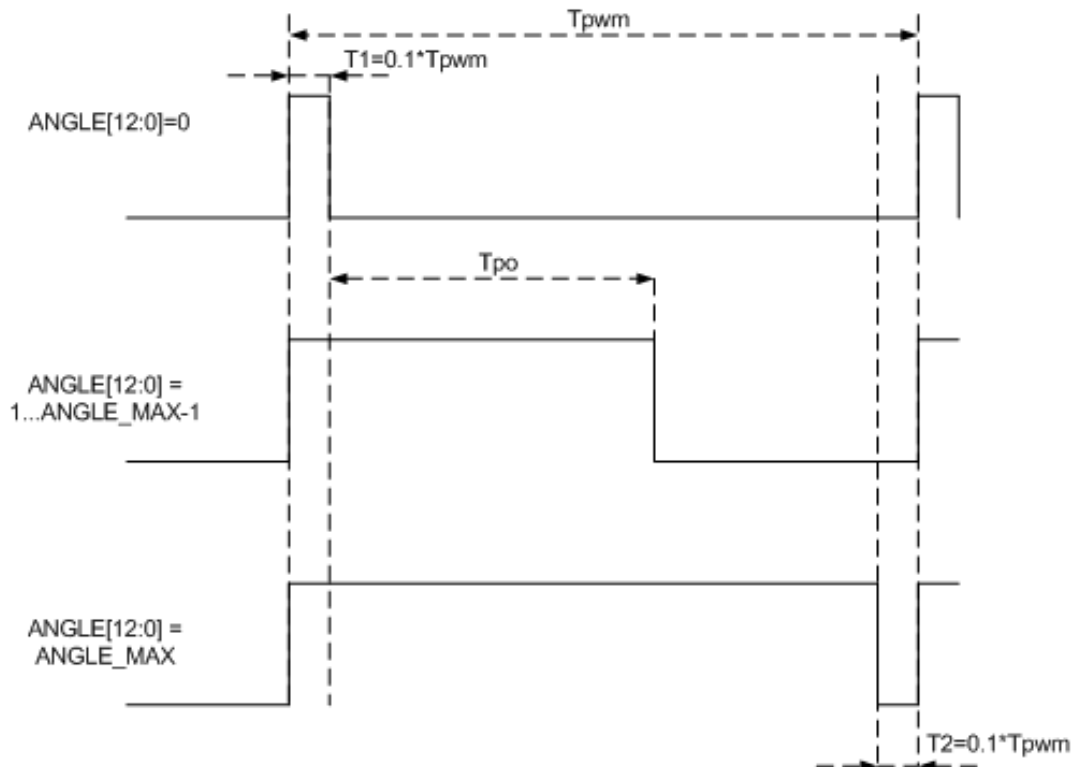 Tpwm
T1=0.1*Tpwm
ANGLE[12:0]=0
Tpo
ANGLE[12:0] =
1...ANGLE_MAX-1
ANGLE[12:0] =
ANGLE_MAX
T2=0.1*Tpwm